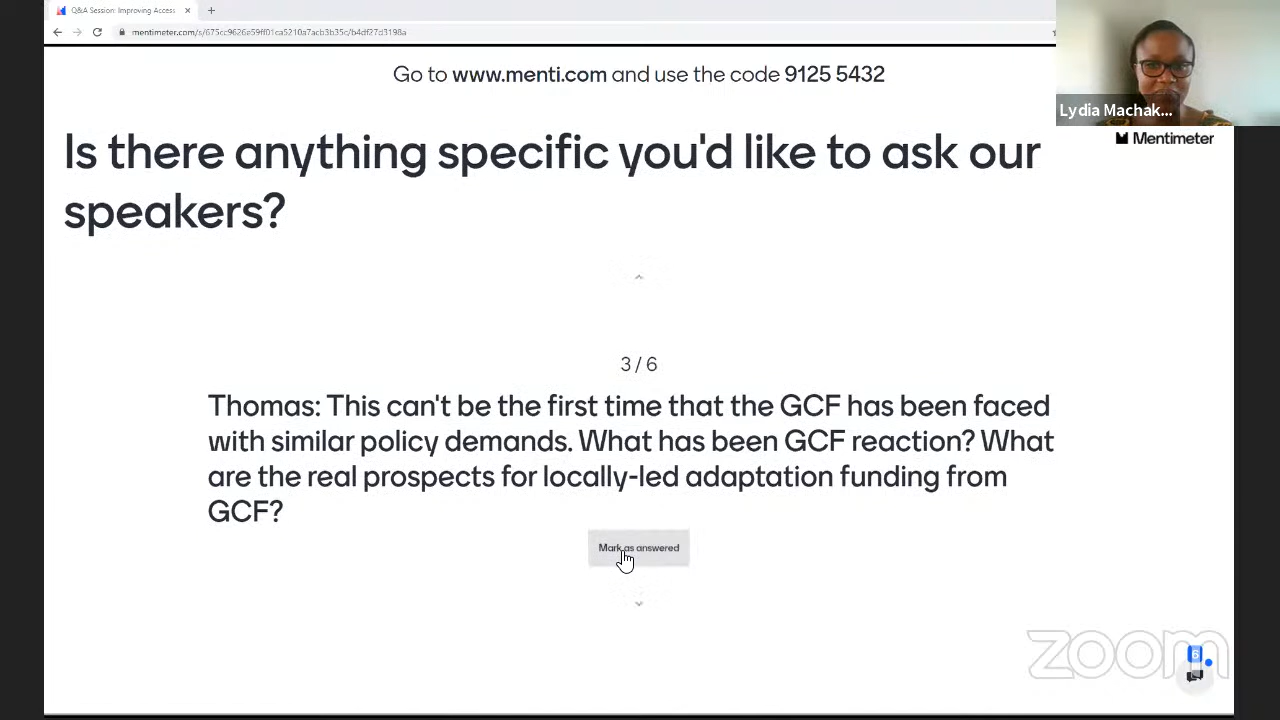 Q&A Session: Improving Access
mentimeter.com/s/675cc9626e59ff01ca5210a7acb3b35c/b4df27d3198a
Go to www.menti.com and use the code 9125 5432
Lydia Machak...
Mentimeter
Is there anything specific you'd like to ask our
speakers?
3 / 6
Thomas: This can't be the first time that the GCF has been faced
with similar policy demands. What has been GCF reaction? What
are the real prospects for locally-led adaptation funding from
GCF?
Mark as answered
zoom
6